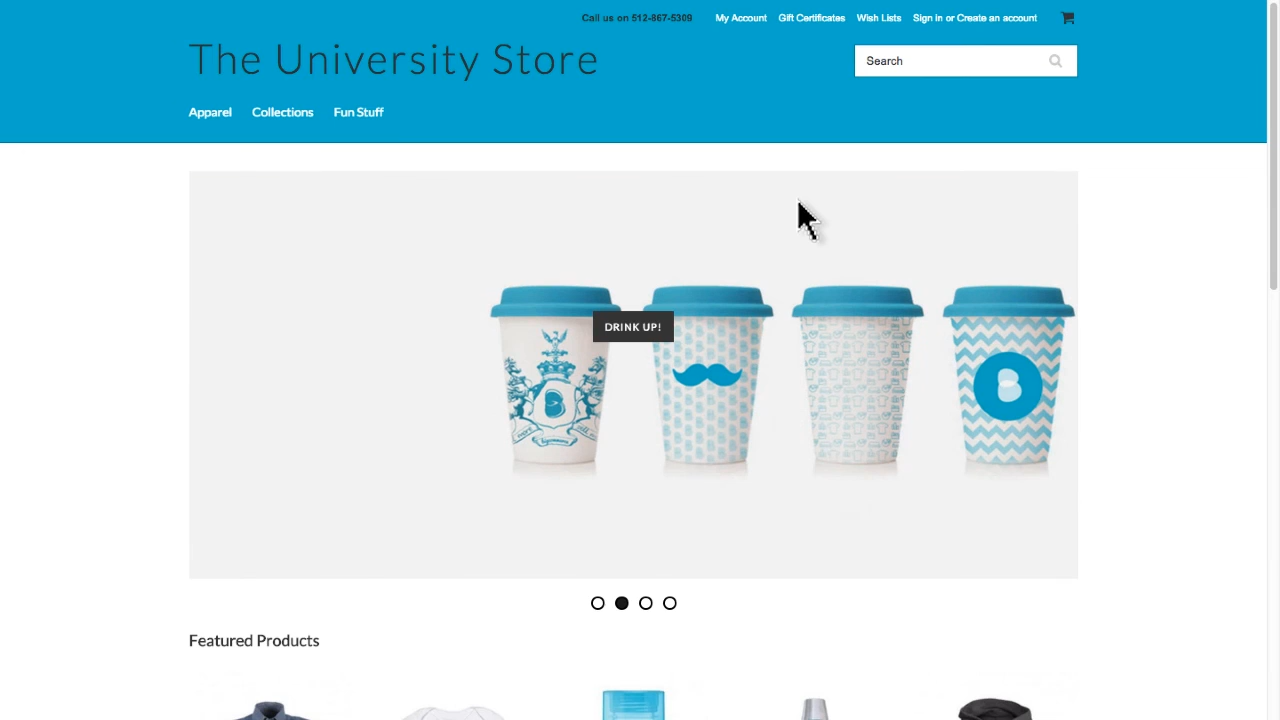 Call us on 512-867-5309 My Account Gift Certificates Wish Lists Sign in or Create an account
The University Store
Search
Apparel Collections Fun Stuff
DRINK UP!
B
Featured Products